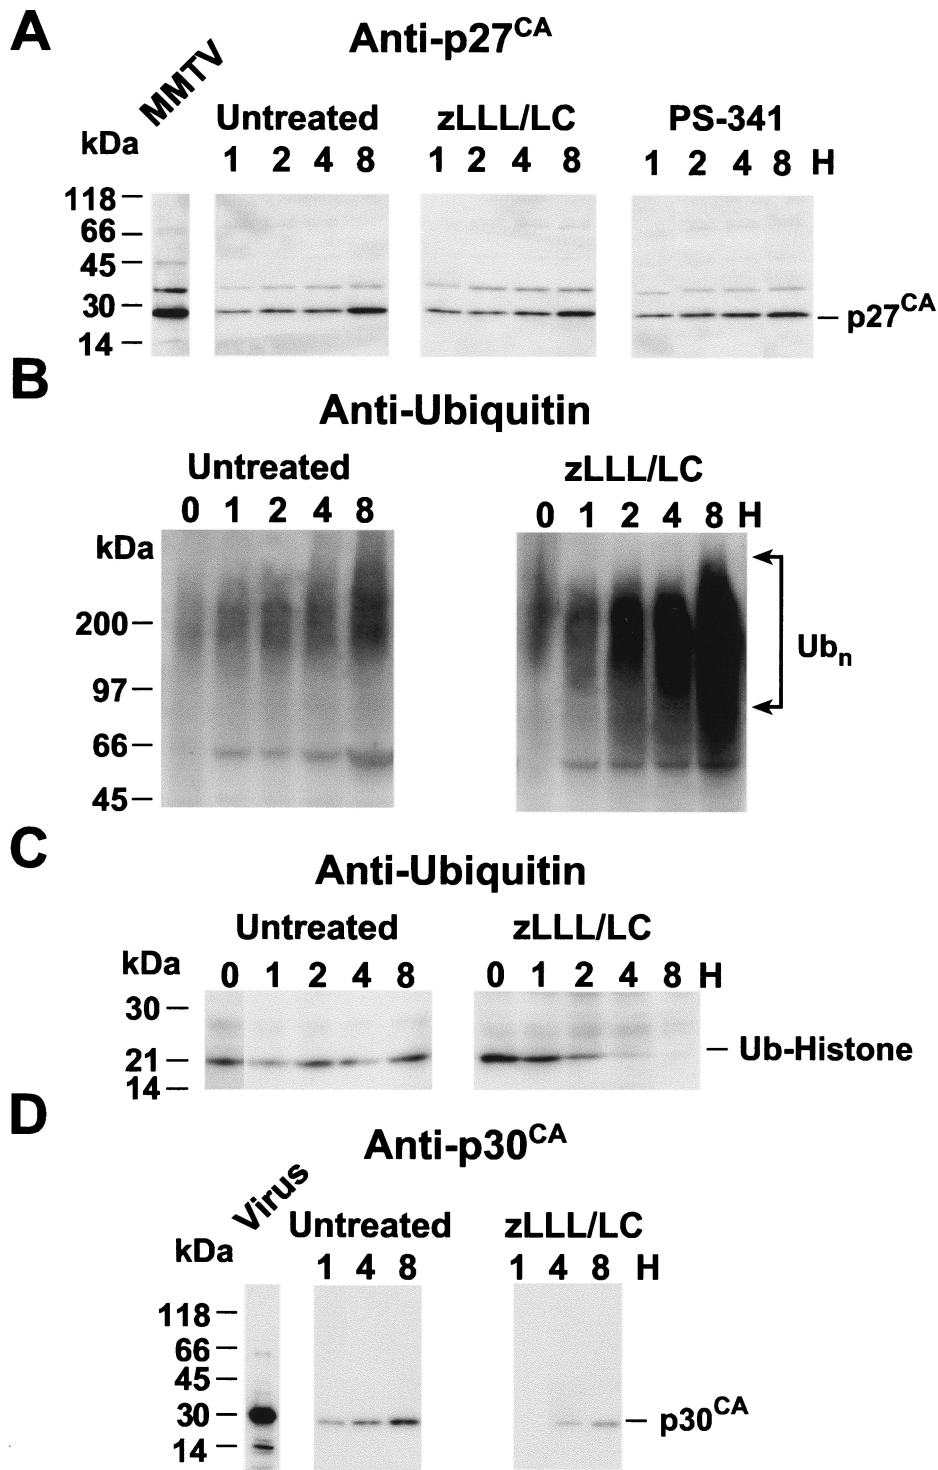 A
Anti-p27CA
MMTV
Untreated zLLL/LC PS-341
kDa 1 2 4 8 1 2 4 8 1 2 4 8 H
118
66
45
30
p27CA
14
B
Anti-Ubiquitin
Untreated zLLL/LC
0 1 2 4 8 0 1 2 4 8 H
kDa
200
Ubn
97
66
45
C
Anti-Ubiquitin
Untreated zLLL/LC
kDa 0 1 2 4 8 0 1 2 4 8 H
30
Ub-Histone
21
14
D
Anti-p30CA
Virus
Untreated zLLL/LC
kDa 1 4 8 1 4 8 H
118
66
45
30 p30CA
14